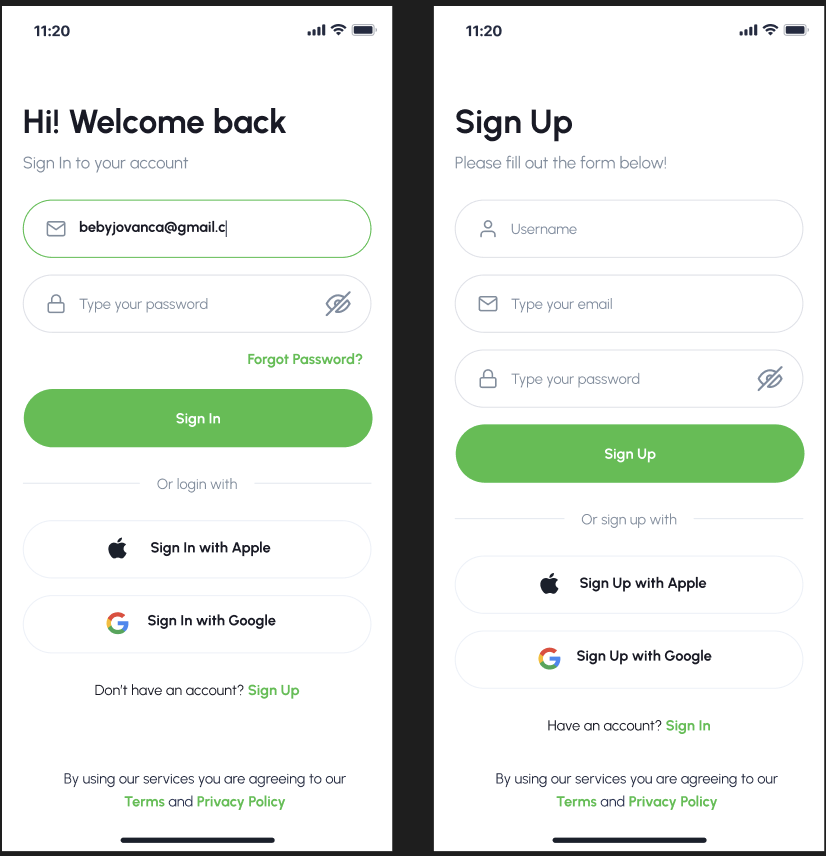 11:20
Hi! Welcome back
Sign In to your account
bebyjovanca@gmail.c
Type your password
Forgot Password?
Sign In
Or login with
Sign In with Apple
Sign In with Google
Don't have an account? Sign Up
By using our services you are agreeing to our
Terms and Privacy Policy
11:20
Sign Up
Please fill out the form below!
Username
Type your email
Type your password
Sign Up
Or sign up with
Sign Up with Apple
Sign Up with Google
Have an account? Sign In
By using our services you are agreeing to our
Terms and Privacy Policy